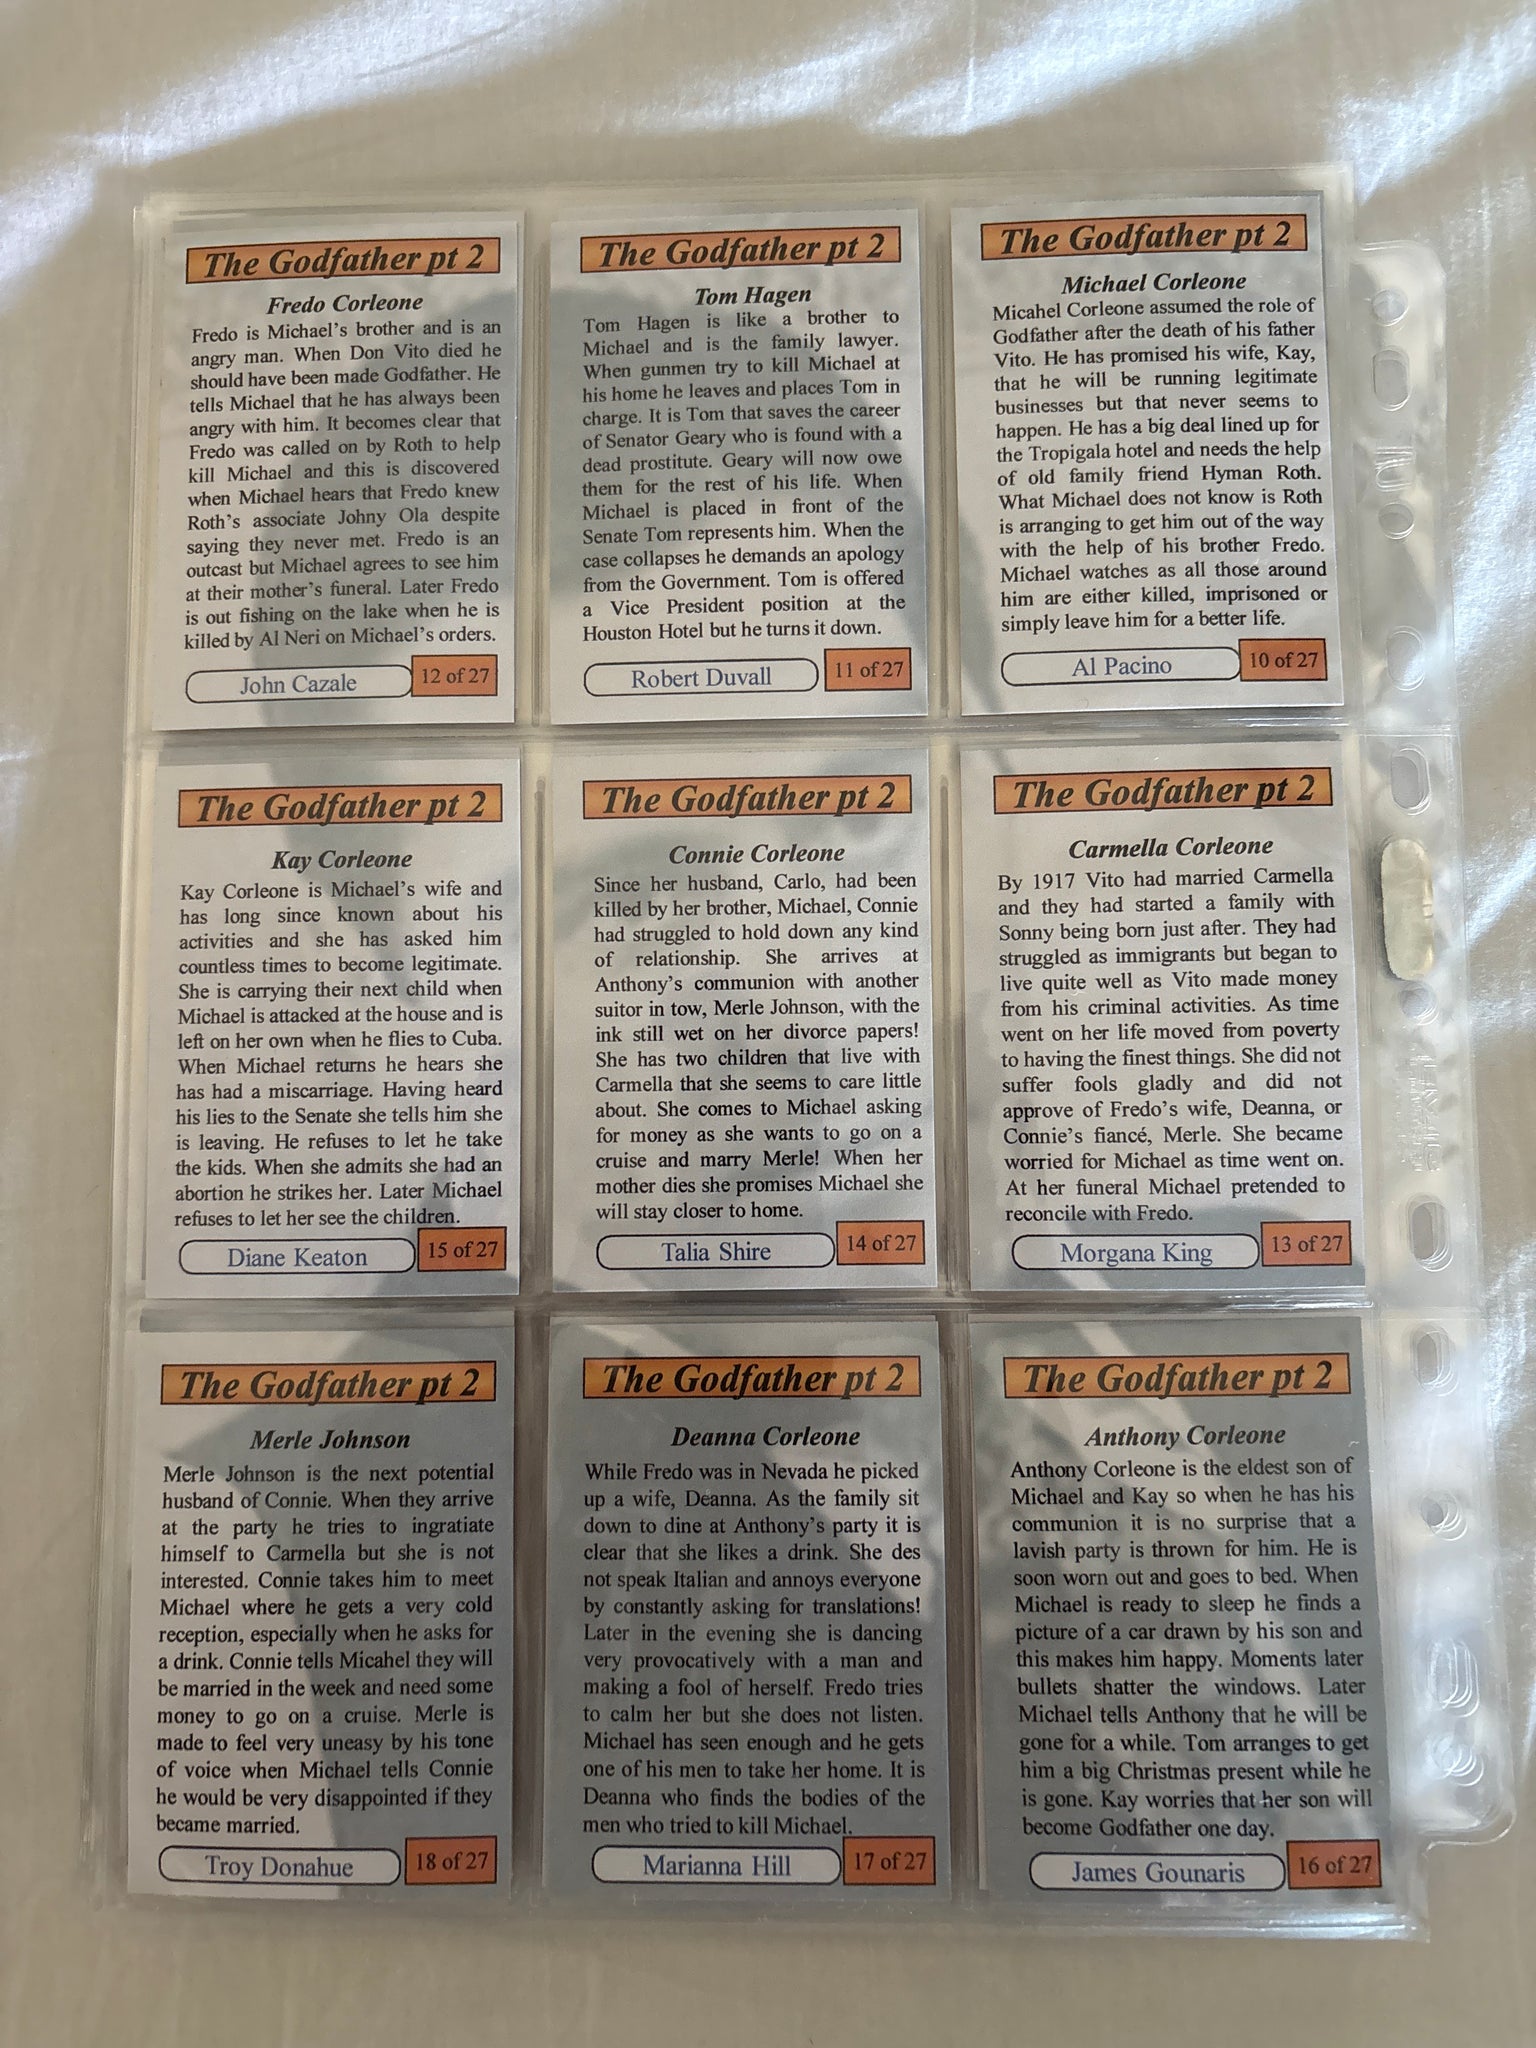 The Godfather pt 2
Fredo Corleone
Fredo is Michael's brother and is an
angry man. When Don Vito died he
should have been made Godfather. He
tells Michael that he has always been
angry with him. It becomes clear that
Fredo was called on by Roth to help
kill Michael and this is discovered
when Michael hears that Fredo knew
Roth's associate Johny Ola despite
saying they never met. Fredo is an
outcast but Michael agrees to see him
at their mother's funeral. Later Fredo
is out fishing on the lake when he is
killed by Al Neri on Michael's orders.
John Cazale
12 of 27
The Godfather pt 2
Tom Hagen
Tom Hagen is like a brother to
Michael and is the family lawyer.
When gunmen try to kill Michael at
his home he leaves and places Tom in
charge. It is Tom that saves the career
of Senator Geary who is found with a
dead prostitute. Geary will now owe
them for the rest of his life. When
Michael is placed in front of the
Senate Tom represents him. When the
case collapses he demands an apology
from the Government. Tom is offered
a Vice President position at the
Houston Hotel but he turns it down.
Robert Duvall
11 of 27
The Godfather pt 2
Michael Corleone
Micahel Corleone assumed the role of
Godfather after the death of his father
Vito. He has promised his wife, Kay,
that he will be running legitimate
businesses but that never seems to
happen. He has a big deal lined up for
the Tropigala hotel and needs the help
of old family friend Hyman Roth.
What Michael does not know is Roth
is arranging to get him out of the way
with the help of his brother Fredo.
Michael watches as all those around
him are either killed, imprisoned or
simply leave him for a better life.
Al Pacino
10 of 27
The Godfather pt 2
Kay Corleone
Kay Corleone is Michael's wife and
has long since known about his
activities and she has asked him
countless times to become legitimate.
She is carrying their next child when
Michael is attacked at the house and is
left on her own when he flies to Cuba.
When Michael returns he hears she
has had a miscarriage. Having heard
his lies to the Senate she tells him she
is leaving. He refuses to let he take
the kids. When she admits she had an
abortion he strikes her. Later Michael
refuses to let her see the children.
Diane Keaton
15 of 27
The Godfather pt 2
Connie Corleone
Since her husband, Carlo, had been
killed by her brother, Michael, Connie
had struggled to hold down any kind
of relationship. She arrives at
Anthony's communion with another
suitor in tow, Merle Johnson, with the
ink still wet on her divorce papers!
She has two children that live with
Carmella that she seems to care little
about. She comes to Michael asking
for money as she wants to go on a
cruise and marry Merle! When her
mother dies she promises Michael she
will stay closer to home.
Talia Shire
14 of 27
The Godfather pt 2
Carmella Corleone
By 1917 Vito had married Carmella
and they had started a family with
Sonny being born just after. They had
struggled as immigrants but began to
live quite well as Vito made money
from his criminal activities. As time
went on her life moved from poverty
to having the finest things. She did not
suffer fools gladly and did not
approve of Fredo's wife, Deanna, or
Connie's fiancé, Merle. She became
worried for Michael as time went on.
At her funeral Michael pretended to
reconcile with Fredo.
Morgana King
13 of 27
The Godfather pt 2
Merle Johnson
Merle Johnson is the next potential
husband of Connie. When they arrive
at the party he tries to ingratiate
himself to Carmella but she is not
interested. Connie takes him to meet
Michael where he gets a very cold
reception, especially when he asks for
a drink. Connie tells Micahel they will
be married in the week and need some
money to go on a cruise. Merle is
made to feel very uneasy by his tone
of voice when Michael tells Connie
he would be very disappointed if they
became married.
Troy Donahue
18 of 27
The Godfather pt 2
Deanna Corleone
While Fredo was in Nevada he picked
up a wife, Deanna. As the family sit
down to dine at Anthony's party it is
clear that she likes a drink. She des
not speak Italian and annoys everyone
by constantly asking for translations!
Later in the evening she is dancing
very provocatively with a man and
making a fool of herself. Fredo tries
to calm her but she does not listen.
Michael has seen enough and he gets
one of his men to take her home. It is
Deanna who finds the bodies of the
men who tried to kill Michael.
Marianna Hill
17 of 27
The Godfather pt 2
Anthony Corleone
Anthony Corleone is the eldest son of
Michael and Kay so when he has his
communion it is no surprise that a
lavish party is thrown for him. He is
soon worn out and goes to bed. When
Michael is ready to sleep he finds a
picture of a car drawn by his son and
this makes him happy. Moments later
bullets shatter the windows. Later
Michael tells Anthony that he will be
gone for a while. Tom arranges to get
him a big Christmas present while he
is gone. Kay worries that her son will
become Godfather one day.
James Gounaris
16 of 27